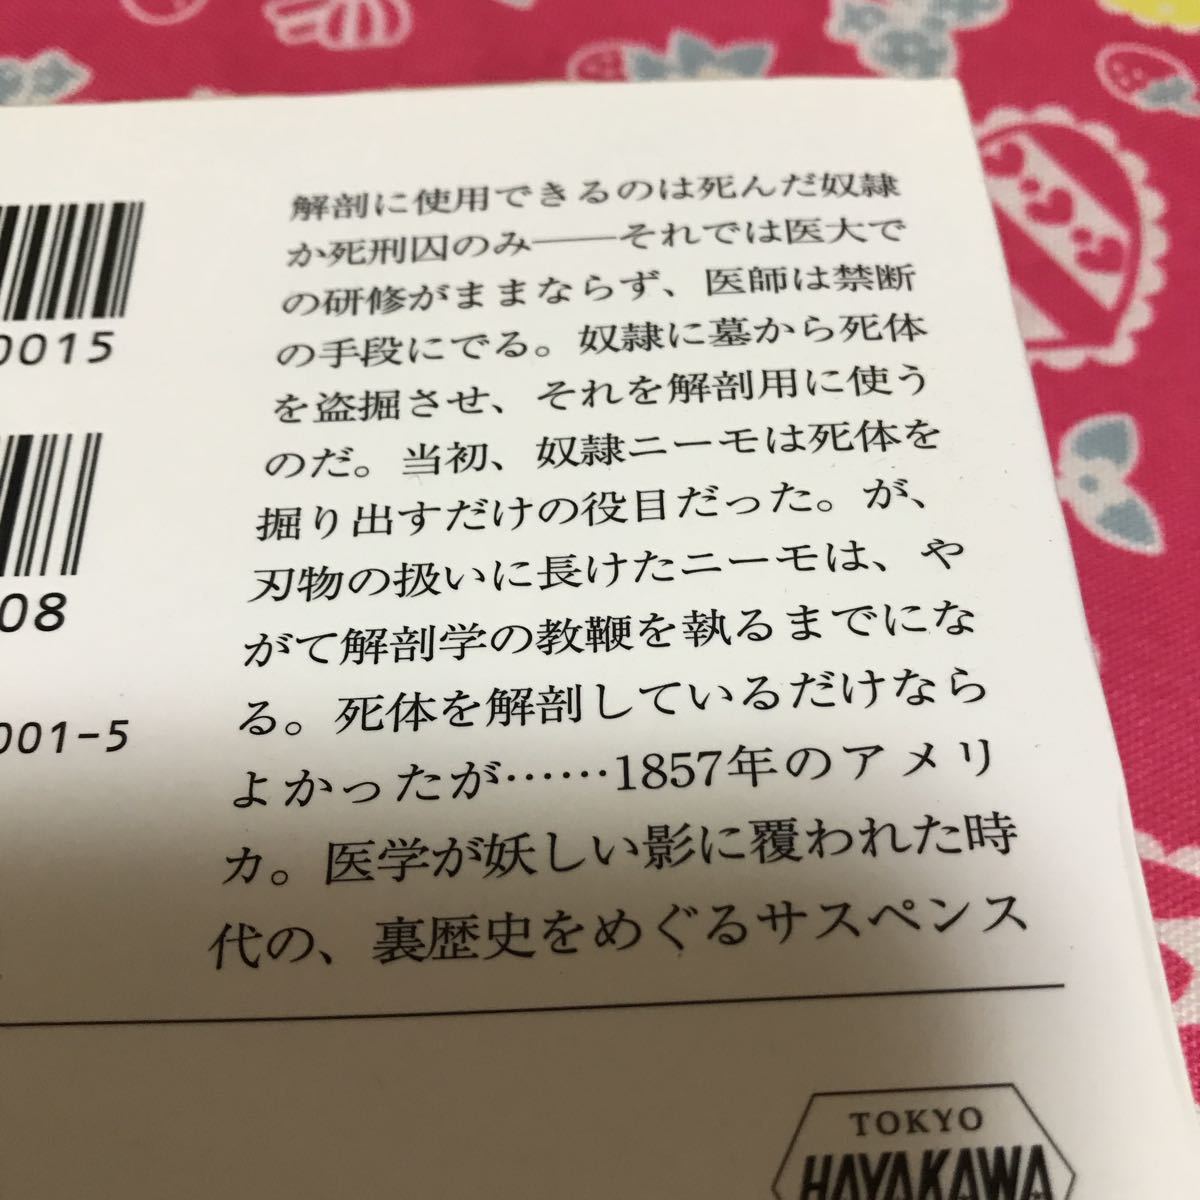 解剖に使用できるのは死んだ奴隷
か死刑囚のみ――それでは医大で
の研修がままならず、医師は禁断
の手段にでる。奴隷に墓から死体
を盗掘させ、それを解剖用に使う
のだ。当初、奴隷ニーモは死体を
掘り出すだけの役目だった。が、
刃物の扱いに長けたニーモは、や
がて解剖学の教鞭を執るまでにな
る。死体を解剖しているだけなら
よかったが……1857年のアメリ
カ。医学が妖しい影に覆われた時
代の、裏歴史をめぐるサスペンス
0015
08
001-5
TOKYO
HAYAKAWA